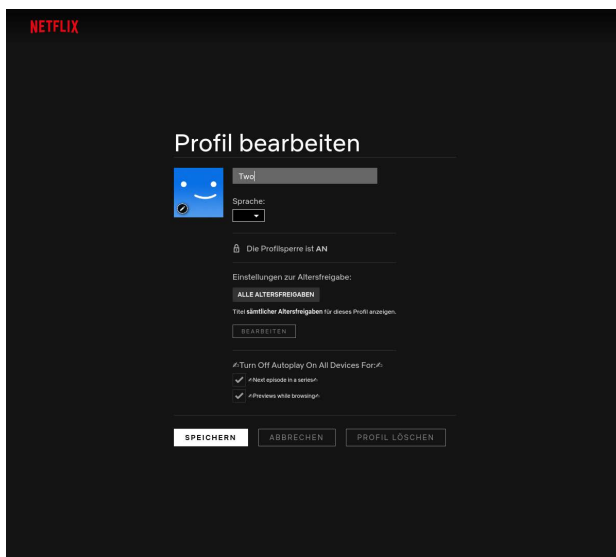 NETFLIX
Profil bearbeiten
Two
Sprache:
Die Profilsperre ist AN
Einstellungen zur Altersfreigabe:
ALLE ALTERSFREIGABEN
Titel sämtlicher Altersfreigaben für dieses Profil anzeigen.
BEARBEITEN
✍Turn Off Autoplay On All Devices For:✍
✍Next episode in a series✍
✍Previews while browsing✍
SPEICHERN
ABBRECHEN
PROFIL LÖSCHEN